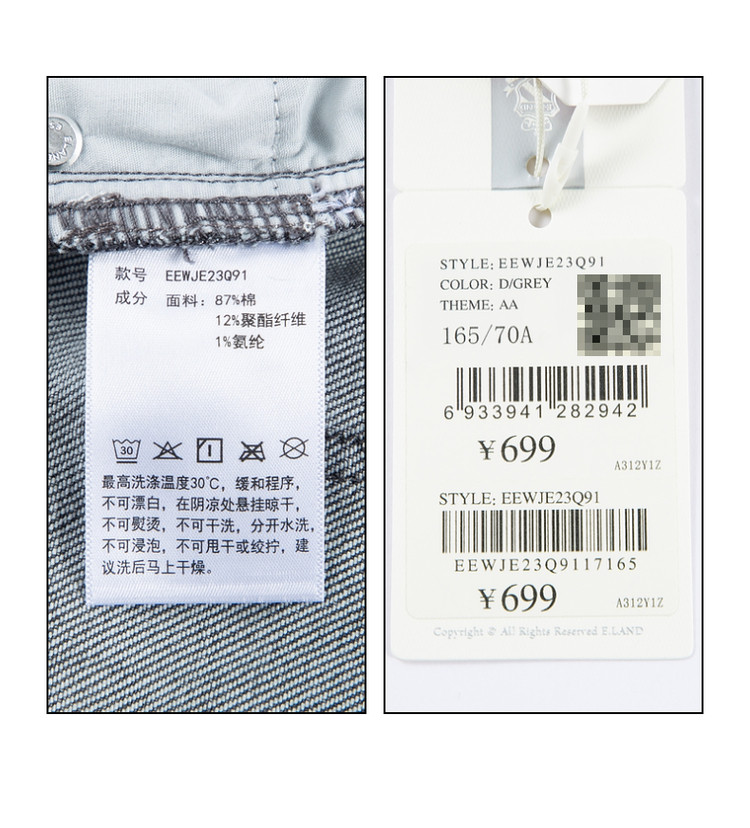 款号 EEWJE23Q91
成分 面料：87%棉
12%聚酯纤维
1%氨纶
30
最高洗涤温度30℃，缓和程序，
不可漂白，在阴凉处悬挂晾干，
不可熨烫，不可干洗，分开水洗，
不可浸泡，不可甩干或绞拧，建
议洗后马上干燥。
STYLE: EEWJE23Q91
COLOR: D/GREY
THEME: AA
165/70A
6 933941 282942
¥699
A312Y1Z
STYLE: EEWJE23Q91
EEWJE23Q9117165
¥699
A312Y1Z
Copyright © All Rights Reserved E.LAND